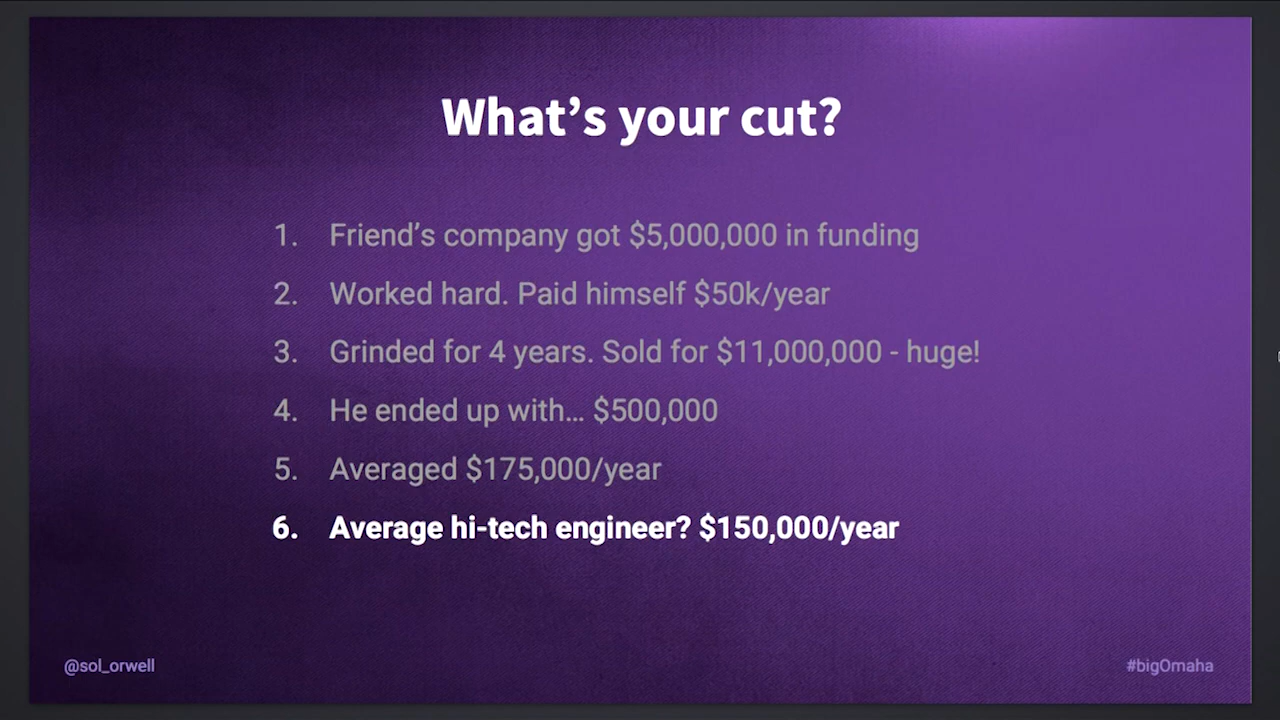 What's your cut?
1. Friend's company got $5,000,000 in funding
2. Worked hard. Paid himself $50k/year
3. Grinded for 4 years. Sold for $11,000,000 - huge!
4. He ended up with... $500,000
5. Averaged $175,000/year
6. Average hi-tech engineer? $150,000/year
@sol_orwell
#bigOmaha